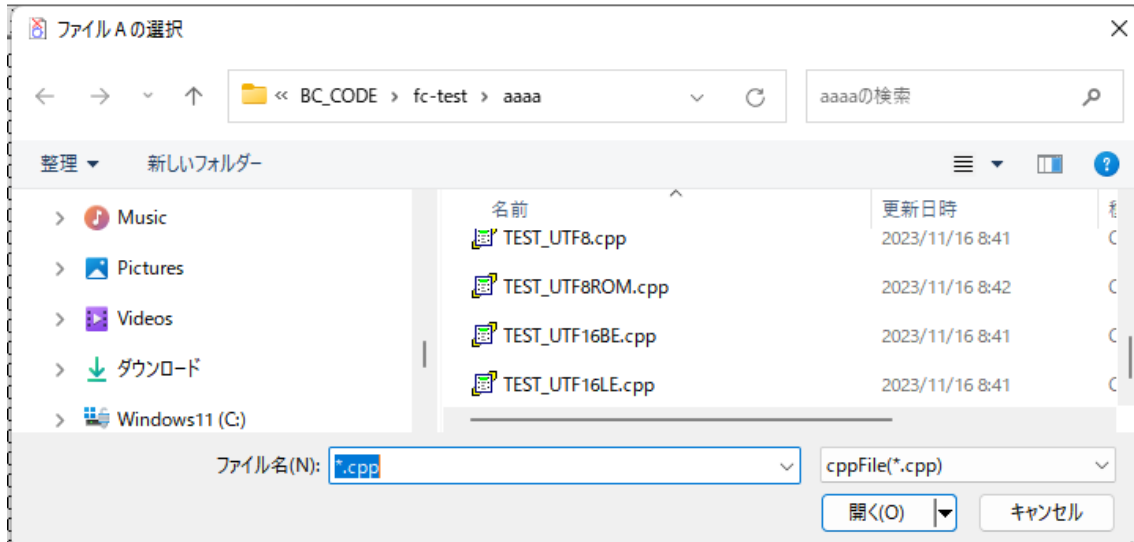 ファイルAの選択
« BC_CODE › fc-test › aaaa
aaaaの検索
整理
新しいフォルダー
Music
Pictures
Videos
ダウンロード
Windows11 (C:)
名前 更新日時
TEST_UTF8.cpp 2023/11/16 8:41
TEST_UTF8ROM.cpp 2023/11/16 8:42
TEST_UTF16BE.cpp 2023/11/16 8:41
TEST_UTF16LE.cpp 2023/11/16 8:41
ファイル名(N): *.cpp
cppFile(*.cpp)
開く(O)
キャンセル